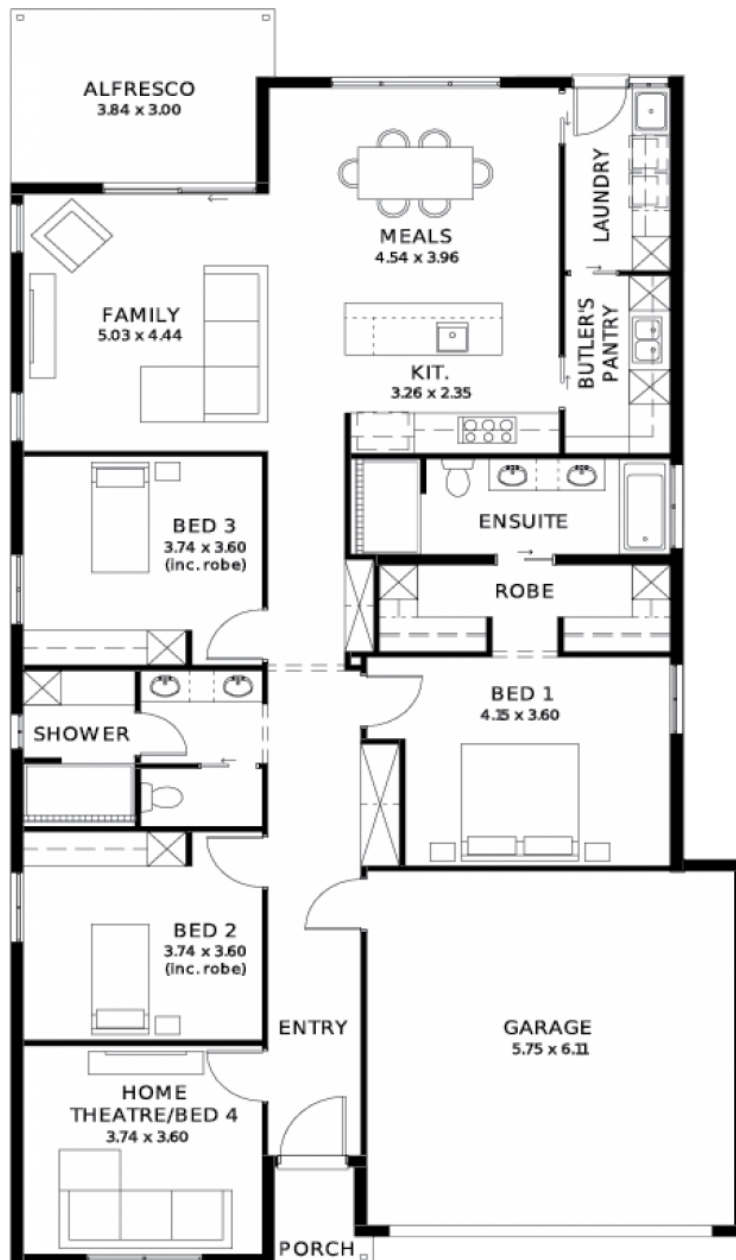 ALFRESCO
3.84 x 3.00
MEALS
4.54 x 3.96
LAUNDRY
FAMILY
5.03 x 4.44
BUTLER'S
PANTRY
KIT.
3.26 x 2.35
BED 3
3.74 x 3.60
(inc. robe)
ENSUITE
ROBE
BED 1
4.15 x 3.60
SHOWER
BED 2
3.74 x 3.60
(inc. robe)
ENTRY
GARAGE
5.75 x 6.11
HOME
THEATRE/BED 4
3.74 x 3.60
PORCH